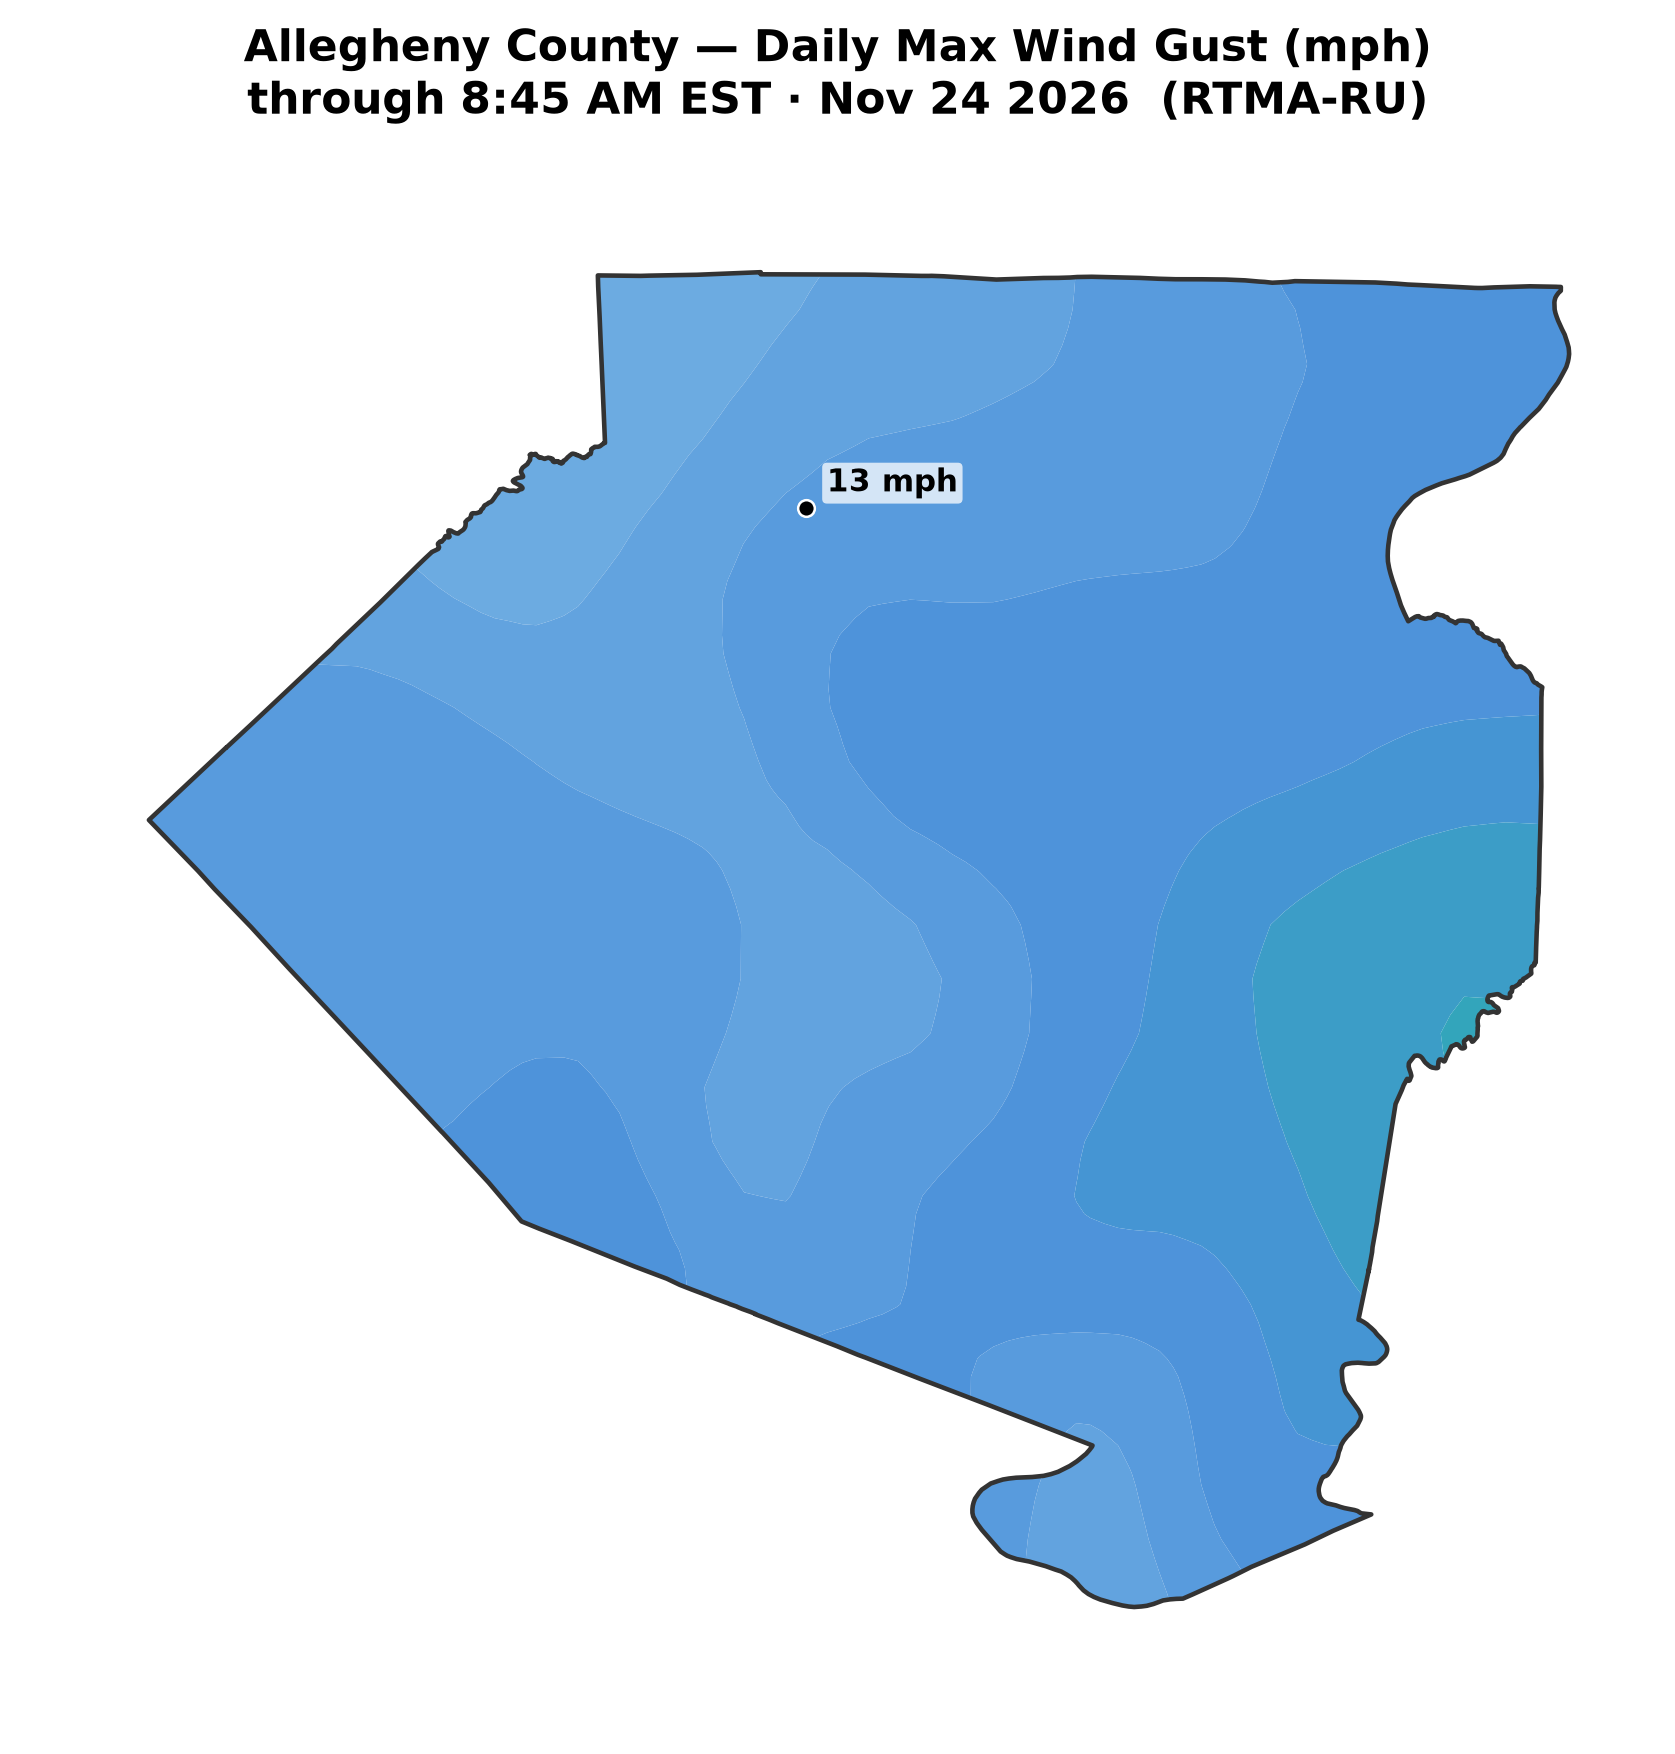 Allegheny County — Daily Max Wind Gust (mph)
through 8:45 AM EST · Nov 24 2026  (RTMA-RU)
13 mph